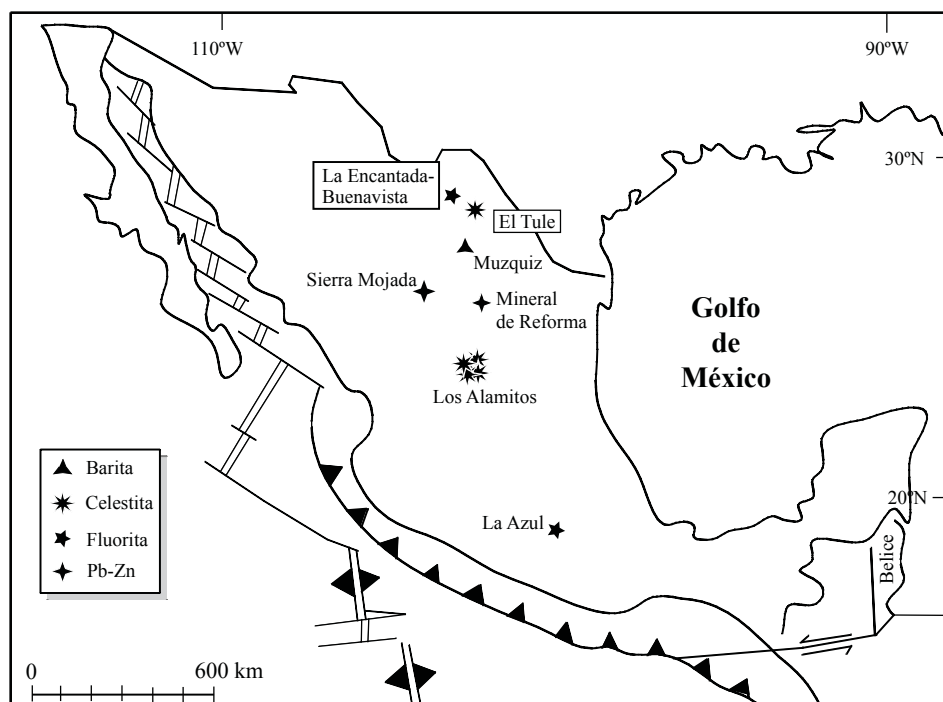 110ºW
90ºW
30ºN
La Encantada-
Buenavista
El Tule
Muzquiz
Sierra Mojada
Mineral
de Reforma
Golfo
de
México
Los Alamitos
Barita
Celestita
Fluorita
Pb-Zn
La Azul
20ºN
Belice
0
600 km